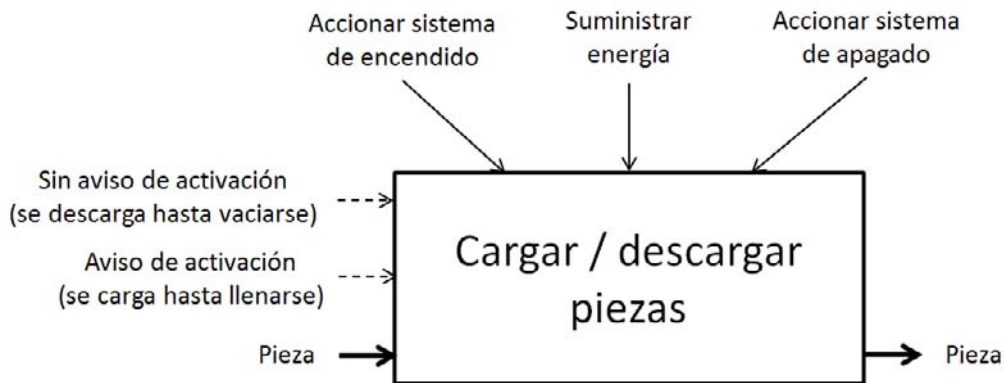 Accionar sistema
de encendido
Suministrar
energía
Accionar sistema
de apagado
Sin aviso de activación
(se descarga hasta vaciarse)
Aviso de activación
(se carga hasta llenarse)
Cargar / descargar
piezas
Pieza
Pieza